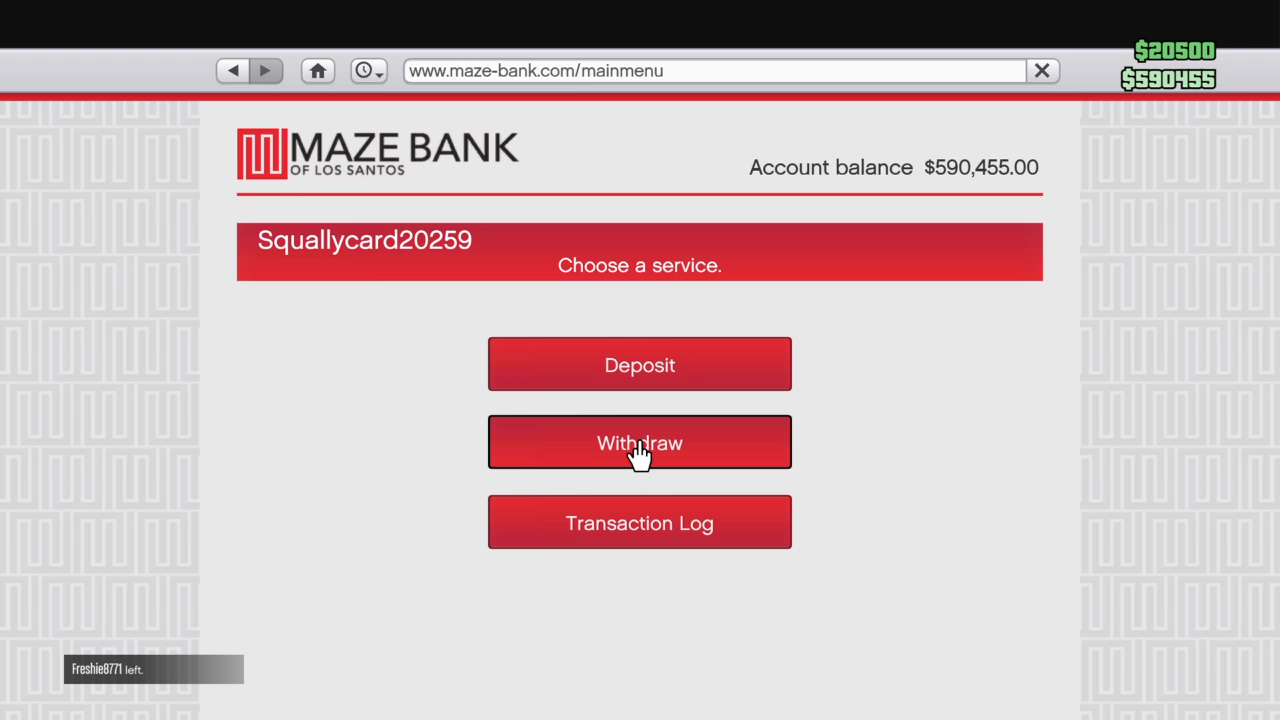 $20500
www.maze-bank.com/mainmenu
$590455
MAZE BANK
OF LOS SANTOS
Account balance $590,455.00
Squallycard20259
Choose a service.
Deposit
Withdraw
Transaction Log
Freshie8771 left.